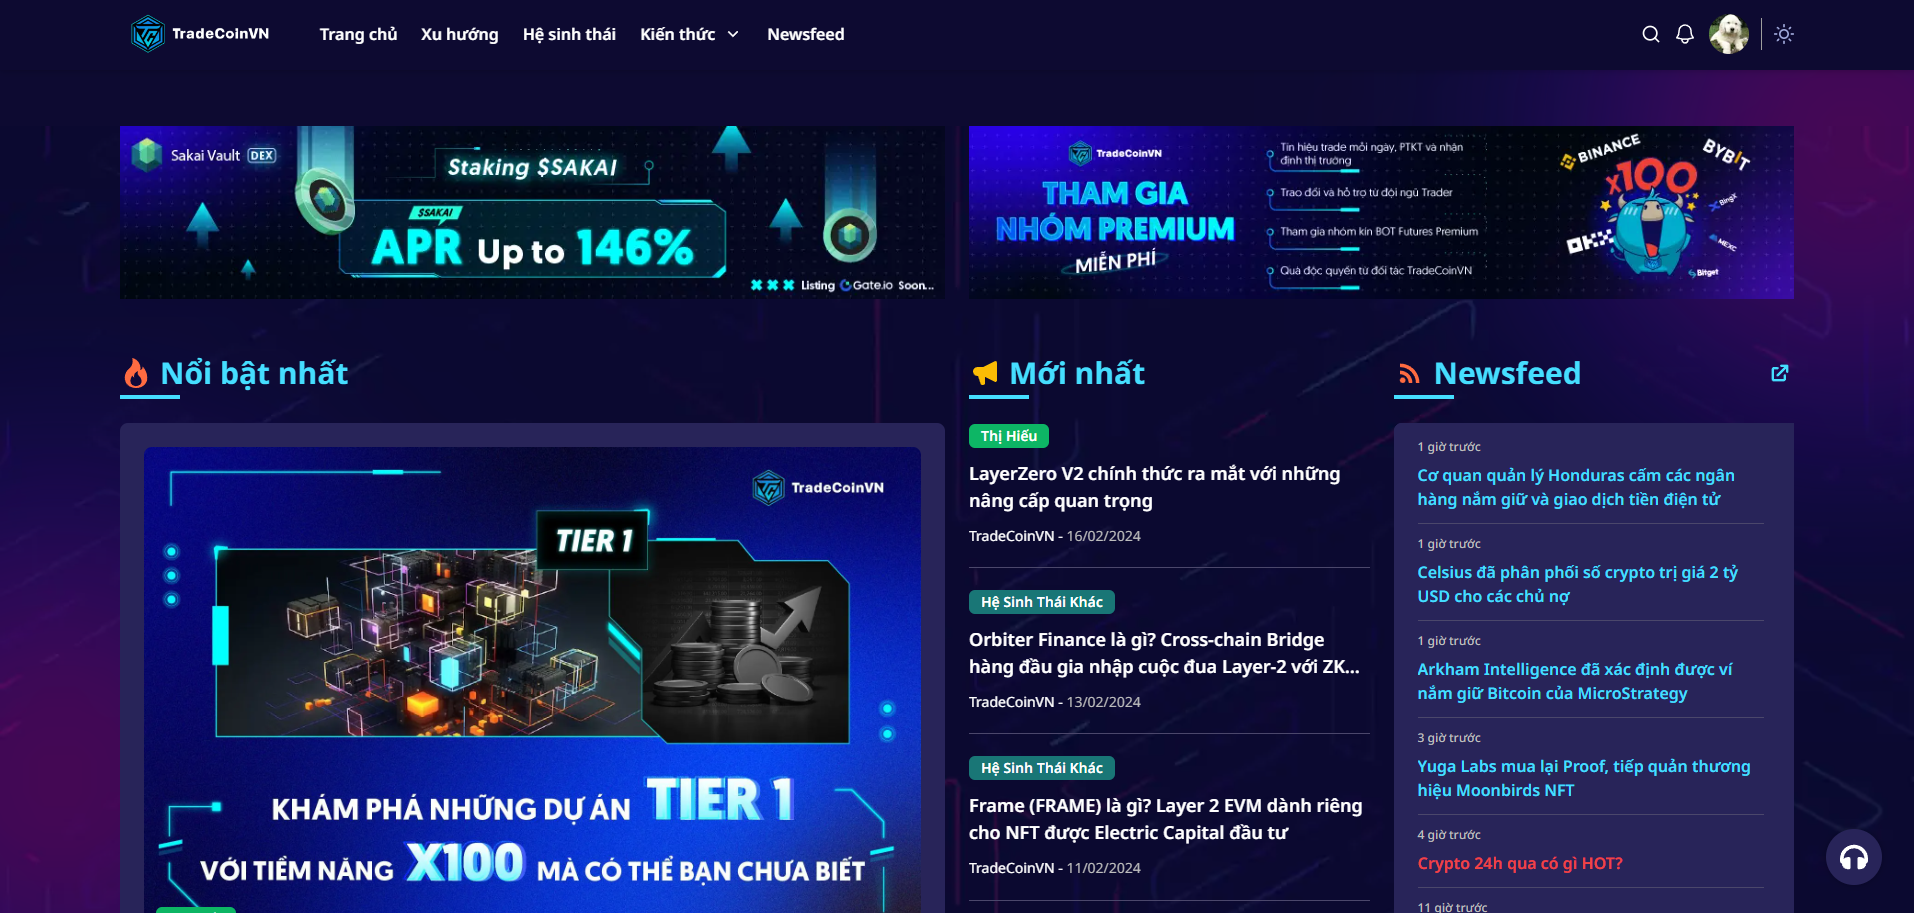 TradeCoinVN
Trang chủ
Xu hướng
Hệ sinh thái
Kiến thức
Newsfeed
Sakai Vault DEX
Staking $SAKAI
$SAKAI
APR Up to 146%
Listing Gate.io Soon...
TradeCoinVN
THAM GIA
NHÓM PREMIUM
MIỄN PHÍ
Tín hiệu trade mỗi ngày, PTKT và nhận
định thị trường
Trao đổi và hỗ trợ từ đội ngũ Trader
Tham gia nhóm kín BOT Futures Premium
Quà độc quyền từ đối tác TradeCoinVN
BINANCE
BYBIT
x100
BingX
OKX
MEXC
Bitget
Nổi bật nhất
TradeCoinVN
TIER 1
KHÁM PHÁ NHỮNG DỰ ÁN TIER 1
VỚI TIỀM NĂNG X100 MÀ CÓ THỂ BẠN CHƯA BIẾT
Mới nhất
Thị Hiếu
LayerZero V2 chính thức ra mắt với những
nâng cấp quan trọng
TradeCoinVN - 16/02/2024
Hệ Sinh Thái Khác
Orbiter Finance là gì? Cross-chain Bridge
hàng đầu gia nhập cuộc đua Layer-2 với ZK...
TradeCoinVN - 13/02/2024
Hệ Sinh Thái Khác
Frame (FRAME) là gì? Layer 2 EVM dành riêng
cho NFT được Electric Capital đầu tư
TradeCoinVN - 11/02/2024
Newsfeed
1 giờ trước
Cơ quan quản lý Honduras cấm các ngân
hàng nắm giữ và giao dịch tiền điện tử
1 giờ trước
Celsius đã phân phối số crypto trị giá 2 tỷ
USD cho các chủ nợ
1 giờ trước
Arkham Intelligence đã xác định được ví
nắm giữ Bitcoin của MicroStrategy
3 giờ trước
Yuga Labs mua lại Proof, tiếp quản thương
hiệu Moonbirds NFT
4 giờ trước
Crypto 24h qua có gì HOT?
11 giờ trước